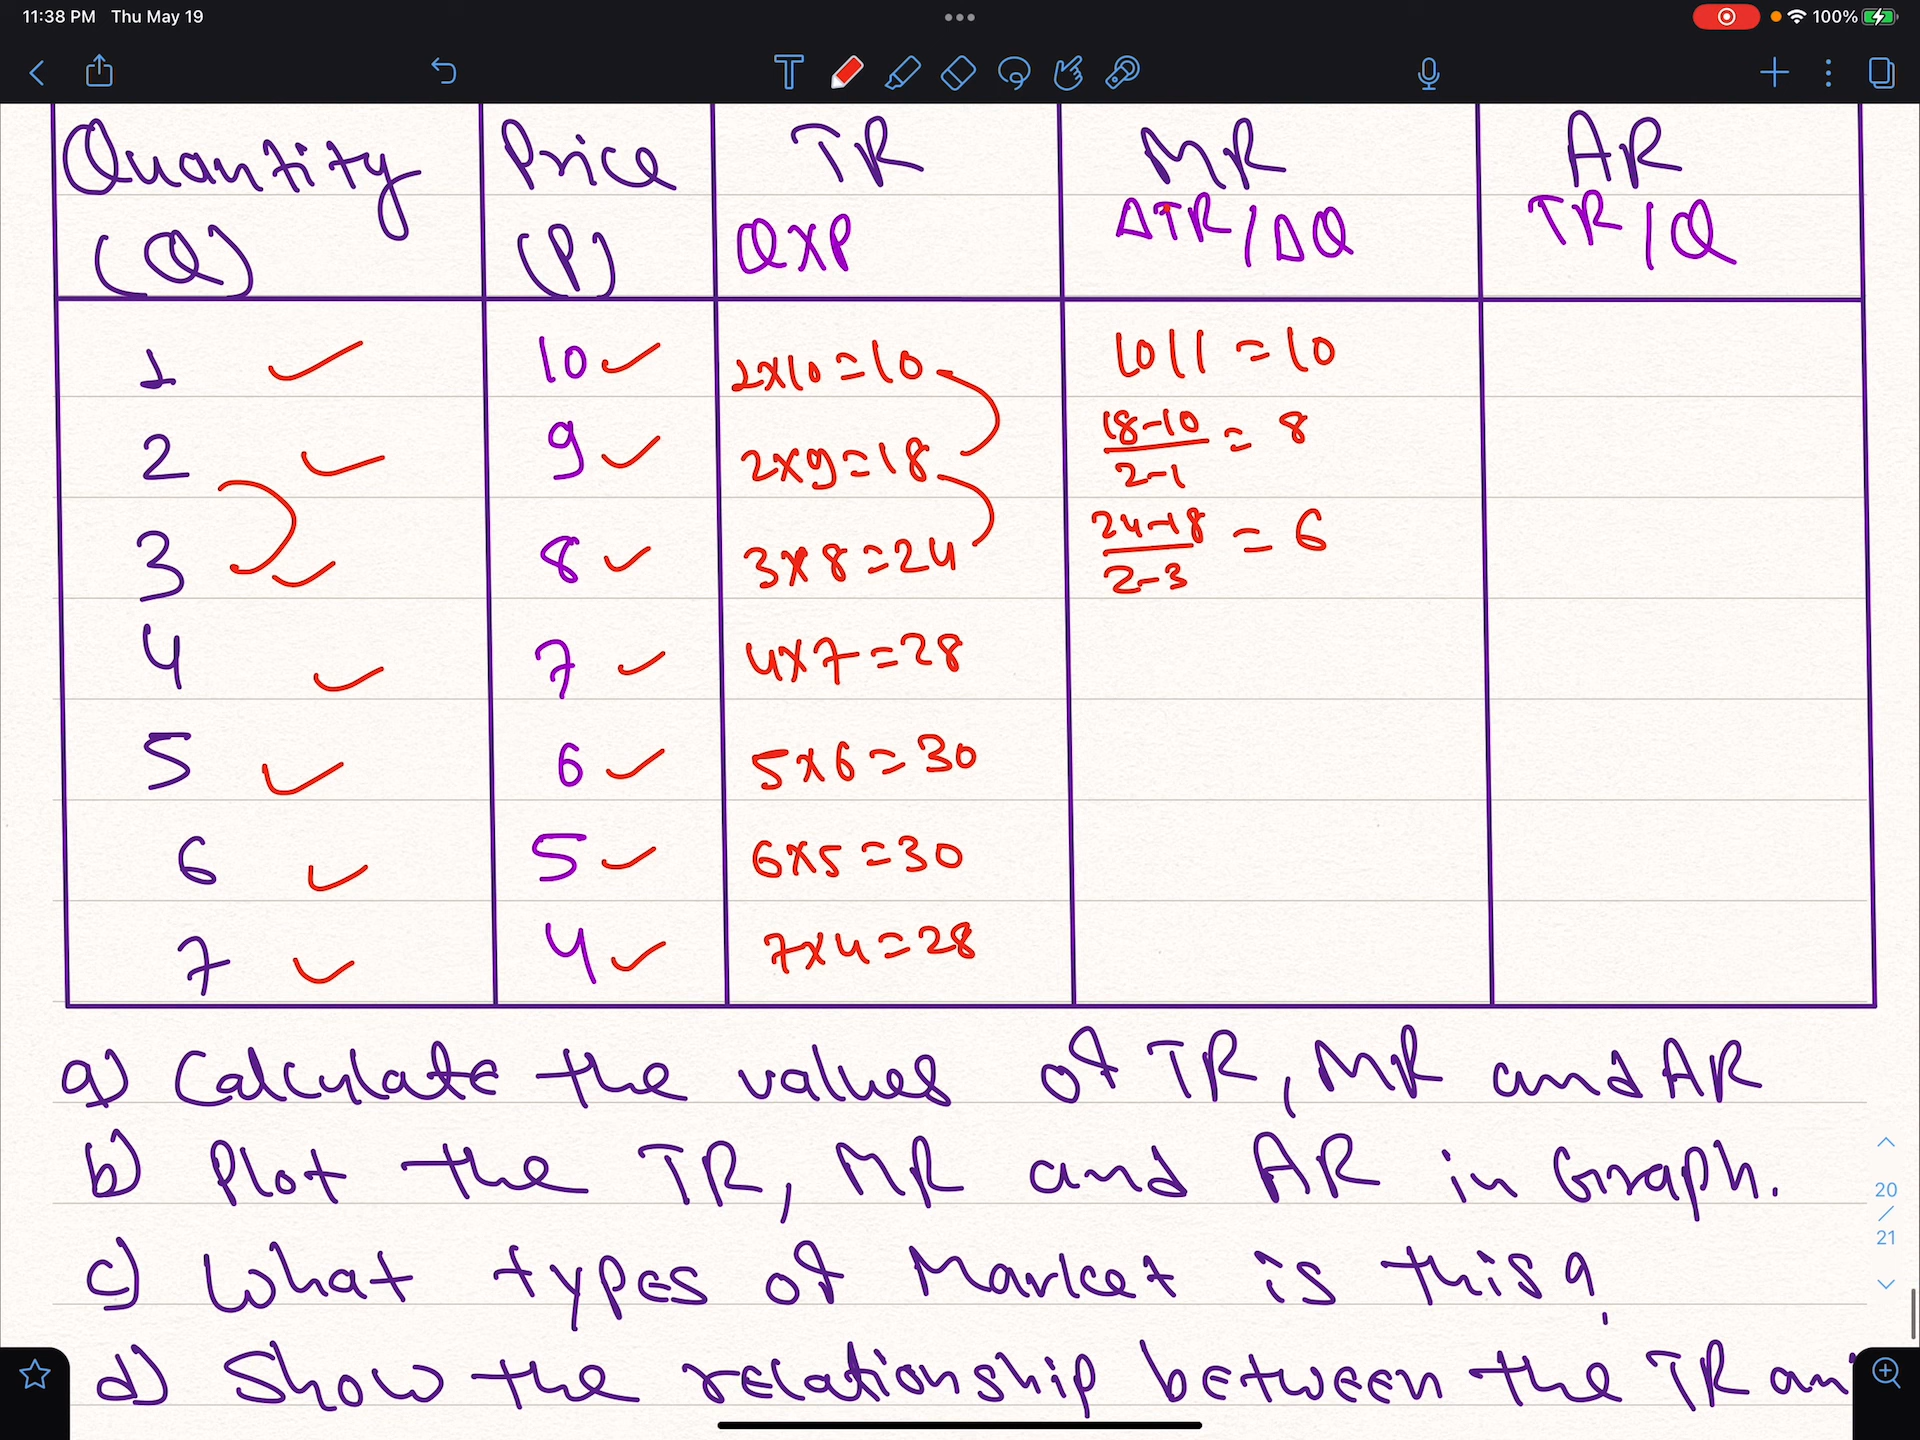 11:38 PM Thu May 19
100%
Quantity (Q) Price (P) TR QXP MR ΔTR/ΔQ AR TR/Q
1 10 2x10=10 10/1 = 10
2 9 2x9=18 18-10/2-1 = 8
3 8 3x8=24 24-18/2-3 = 6
4 7 4x7=28
5 6 5x6=30
6 5 6x5=30
7 4 7x4=28
a) Calculate the values of TR, MR and AR
b) Plot the TR, MR and AR in Graph.
20
/
21
c) What types of Market is this?
d) Show the relationship between the TR an